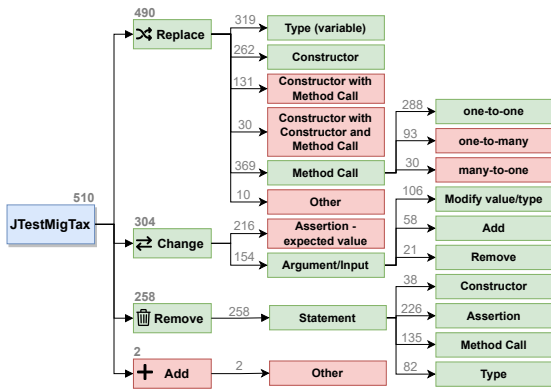 510
JTestMigTax
490
Replace
319
Type (variable)
262
Constructor
131
Constructor with
Method Call
30
Constructor with
Constructor and
Method Call
369
Method Call
288
one-to-one
93
one-to-many
30
many-to-one
10
Other
304
Change
216
Assertion -
expected value
154
Argument/Input
106
Modify value/type
58
Add
21
Remove
258
Remove
258
Statement
38
Constructor
226
Assertion
135
Method Call
82
Type
2
Add
2
Other